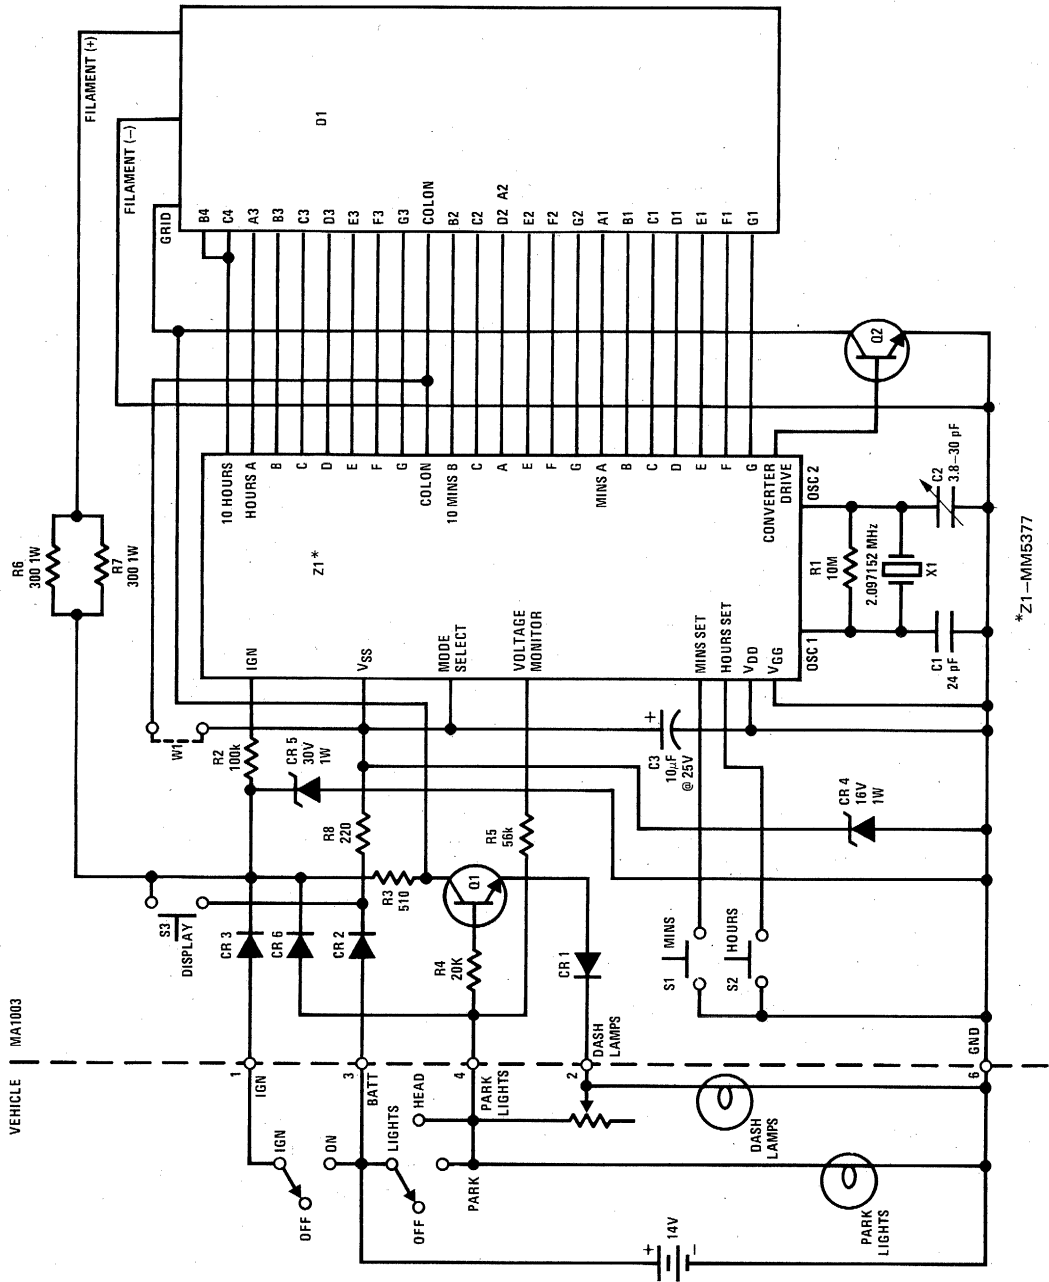 VEHICLE
MA1003
1
IGN
3
BATT
4
PARK
LIGHTS
2
DASH
LAMPS
6
GND
IGN
OFF
ON
LIGHTS
OFF
HEAD
PARK
14V
+
−
DASH
LAMPS
PARK
LIGHTS
S3
DISPLAY
CR 3
CR 6
CR 2
R4
20K
Q1
R3
510
CR 1
S1
MINS
S2
HOURS
R8
220
R5
56k
CR 4
16V
1W
CR 5
30V
1W
R2
100k
W1
C3
10µF
@ 25V
+
R6
300 1W
R7
300 1W
Z1*
IGN
VSS
MODE
SELECT
VOLTAGE
MONITOR
MINS SET
HOURS SET
VDD
VGG
OSC 1
OSC 2
10 HOURS
HOURS A
B
C
D
E
F
G
COLON
10 MINS B
C
A
E
F
G
MINS A
B
C
D
E
F
G
CONVERTER
DRIVE
R1
10M
2.097152 MHz
X1
C1
24 pF
C2
3.8–30 pF
Q2
FILAMENT (+)
FILAMENT (–)
GRID
D1
B4
C4
A3
B3
C3
D3
E3
F3
G3
COLON
B2
C2
D2 A2
E2
F2
G2
A1
B1
C1
D1
E1
F1
G1
*Z1–MM5377